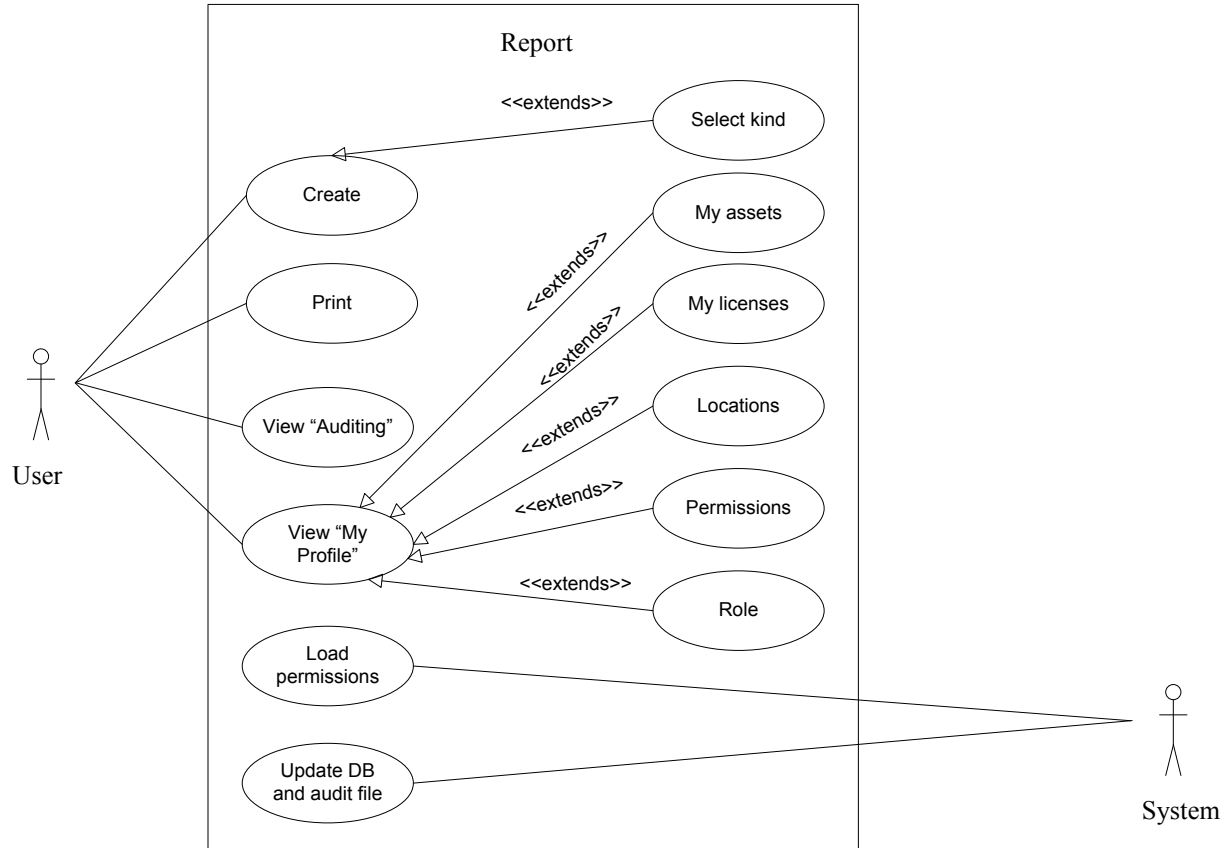 Report
<<extends>>
Select kind
Create
My assets
<<extends>>
Print
My licenses
<<extends>>
View “Auditing”
Locations
<<extends>>
User
View “My
Profile”
Permissions
<<extends>>
<<extends>>
Role
Load
permissions
Update DB
and audit file
System